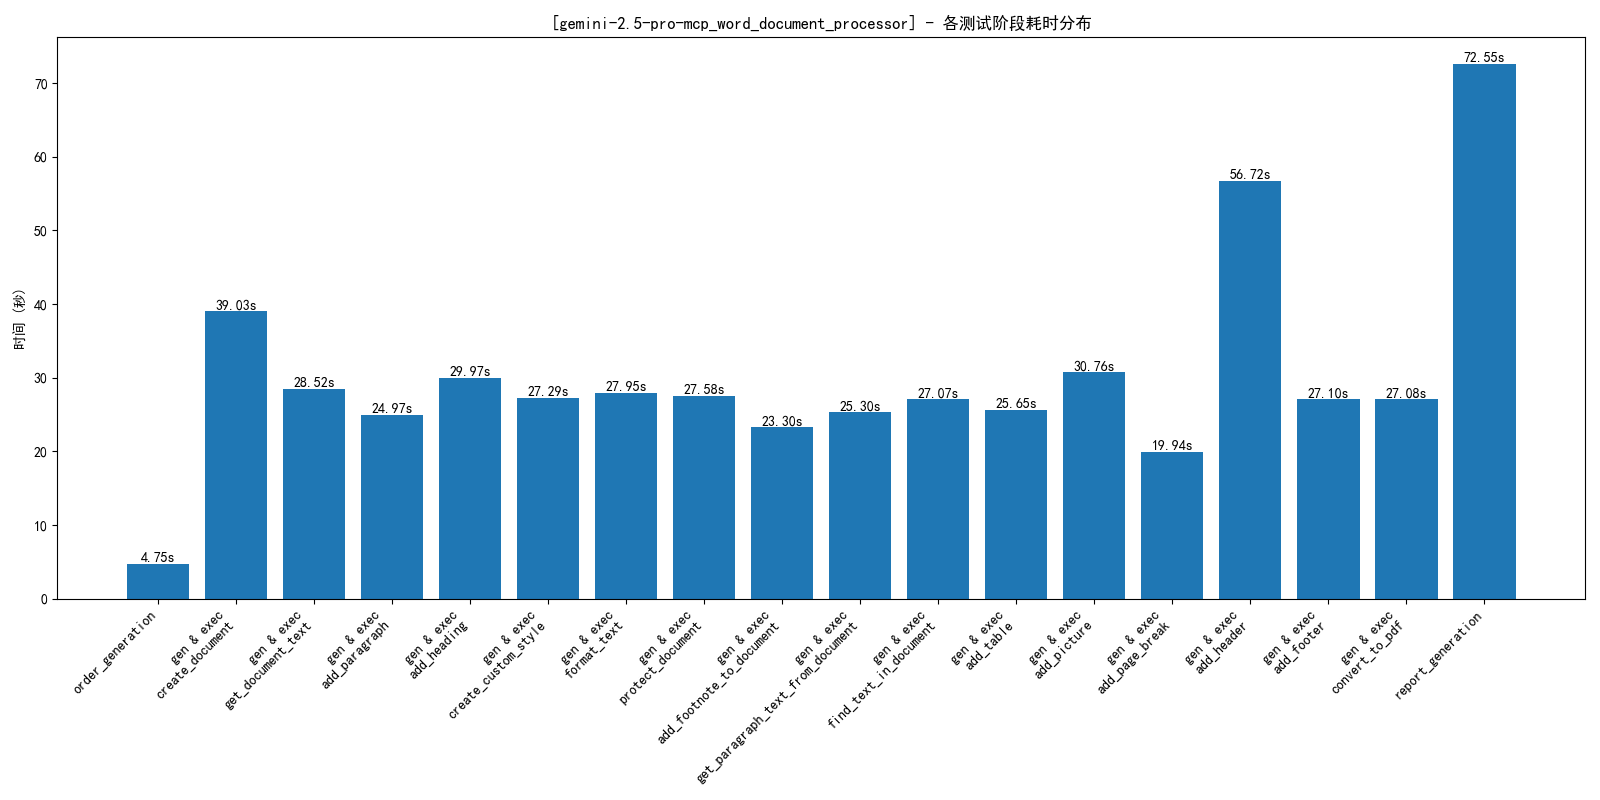 [gemini-2.5-pro-mcp_word_document_processor] - 各测试阶段耗时分布
时间 (秒)
70
60
50
40
30
20
10
0
4.75s
39.03s
28.52s
24.97s
29.97s
27.29s
27.95s
27.58s
23.30s
25.30s
27.07s
25.65s
30.76s
19.94s
56.72s
27.10s
27.08s
72.55s
order_generation
gen & exec
create_document
gen & exec
get_document_text
gen & exec
add_paragraph
gen & exec
add_heading
gen & exec
create_custom_style
gen & exec
format_text
gen & exec
protect_document
gen & exec
add_footnote_to_document
gen & exec
get_paragraph_text_from_document
gen & exec
find_text_in_document
gen & exec
add_table
gen & exec
add_picture
gen & exec
add_page_break
gen & exec
add_header
gen & exec
add_footer
gen & exec
convert_to_pdf
report_generation